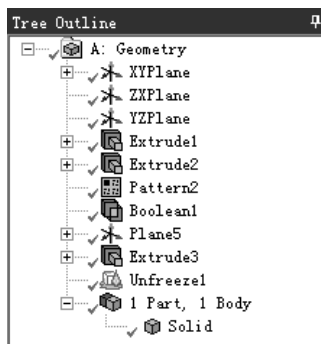 Tree Outline
A: Geometry
XYPlane
ZXPlane
YZPlane
Extrude1
Extrude2
Pattern2
Boolean1
Plane5
Extrude3
Unfreeze1
1 Part, 1 Body
Solid